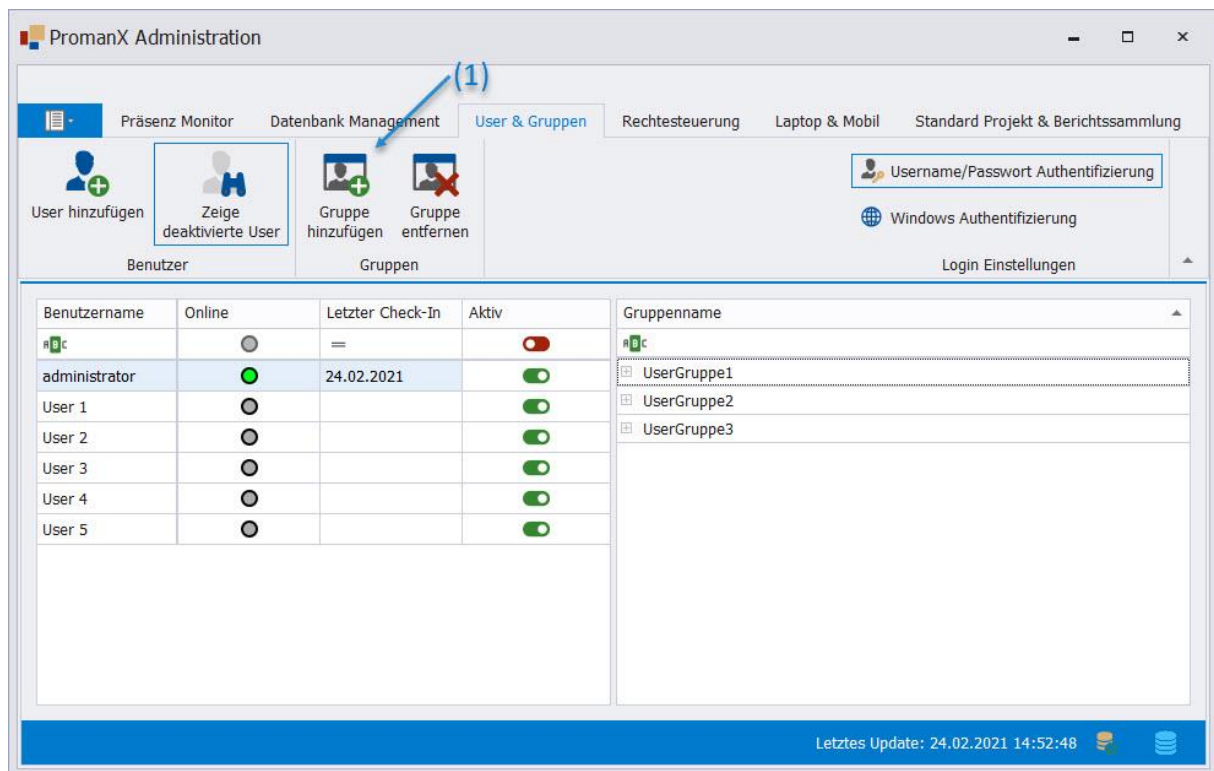 PromanX Administration
(1)
Präsenz Monitor Datenbank Management User & Gruppen Rechtesteuerung Laptop & Mobil Standard Projekt & Berichtssammlung
User hinzufügen
Zeige
deaktivierte User
Gruppe
hinzufügen
Gruppe
entfernen
Username/Passwort Authentifizierung
Windows Authentifizierung
Benutzer Gruppen Login Einstellungen
Benutzername Online Letzter Check-In Aktiv Gruppenname
ABC = ABC
administrator 24.02.2021 UserGruppe1
User 1 UserGruppe2
User 2 UserGruppe3
User 3
User 4
User 5
Letztes Update: 24.02.2021 14:52:48